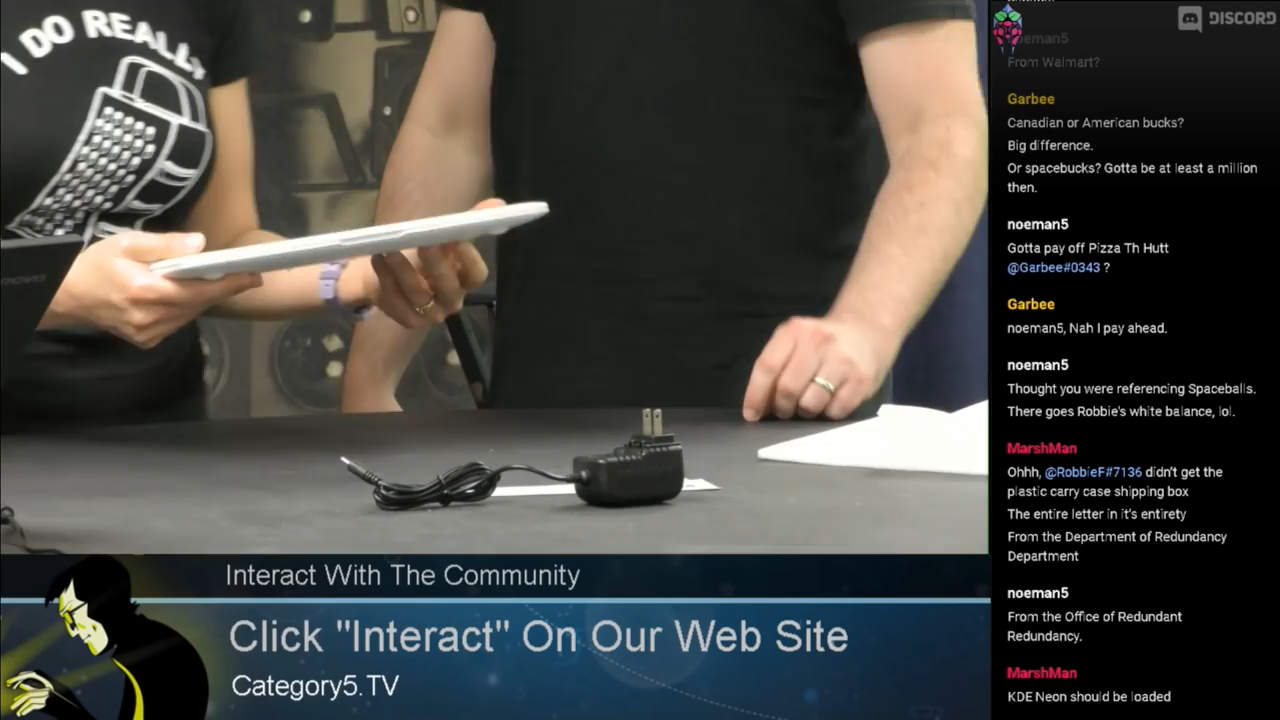 I DO REALLY
DISCORD
noeman5
From Walmart?
Garbee
Canadian or American bucks?
Big difference.
Or spacebucks? Gotta be at least a million
then.
noeman5
Gotta pay off Pizza Th Hutt
@Garbee#0343 ?
Garbee
noeman5, Nah I pay ahead.
noeman5
Thought you were referencing Spaceballs.
There goes Robbie's white balance, lol.
MarshMan
Ohhh, @RobbieF#7136 didn't get the
plastic carry case shipping box
The entire letter in it's entirety
From the Department of Redundancy
Department
noeman5
From the Office of Redundant
Redundancy.
MarshMan
KDE Neon should be loaded
Interact With The Community
Click "Interact" On Our Web Site
Category5.TV